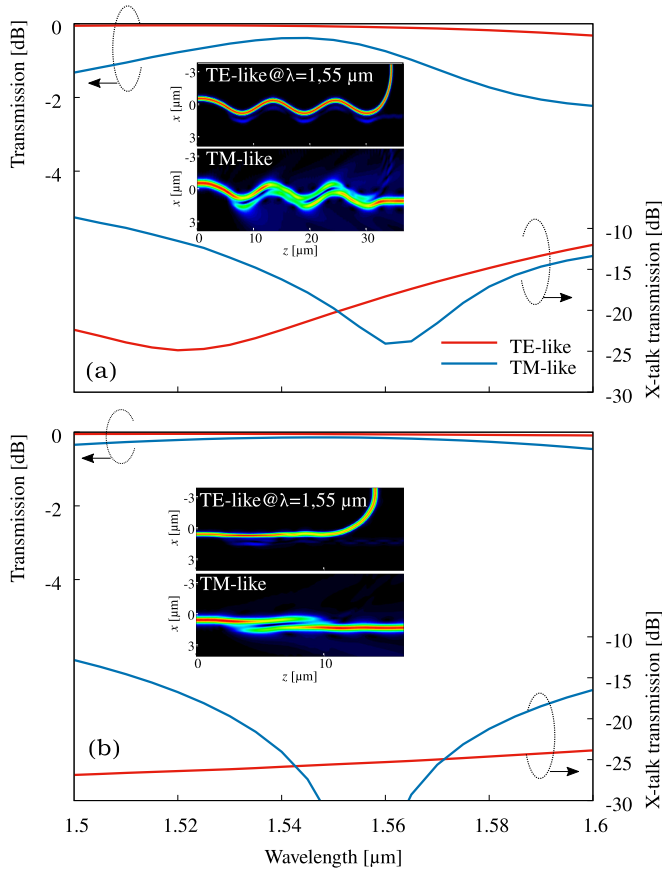 0
-2
-4
Transmission [dB]
TE-like@λ=1,55 µm
-3
0
3
x [µm]
TM-like
-3
0
3
x [µm]
0
10
20
30
z [µm]
-10
-15
-20
-25
-30
X-talk transmission [dB]
TE-like
TM-like
(a)
0
-2
-4
Transmission [dB]
TE-like@λ=1,55 µm
-3
0
3
x [µm]
TM-like
-3
0
3
x [µm]
0
10
z [µm]
-10
-15
-20
-25
-30
X-talk transmission [dB]
(b)
1.5
1.52
1.54
1.56
1.58
1.6
Wavelength [µm]